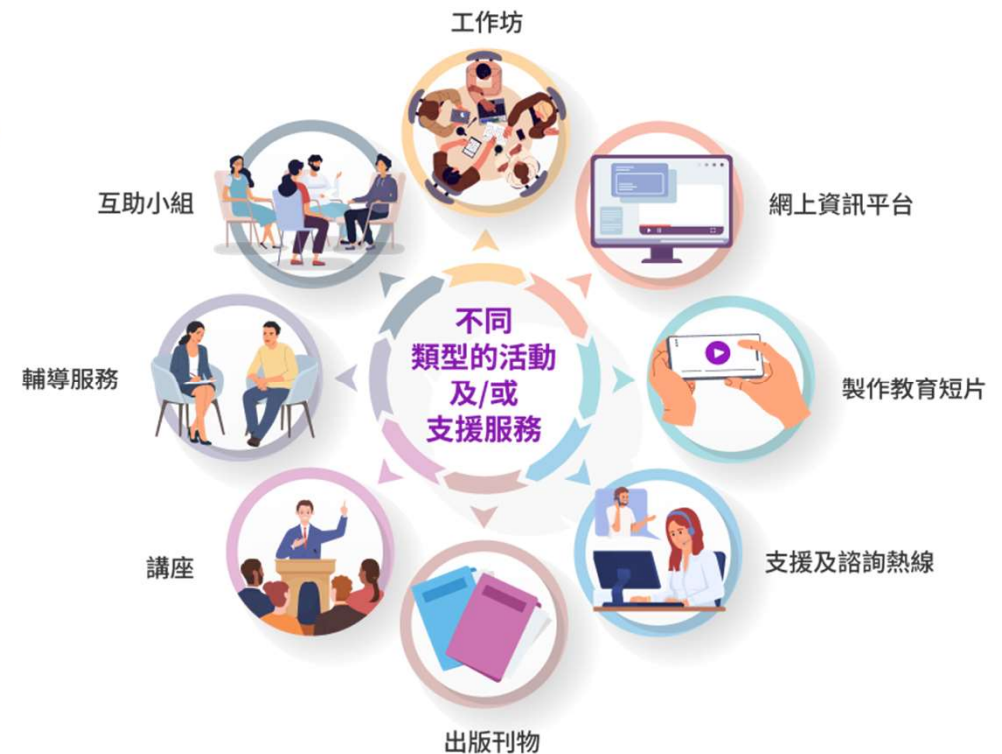 工作坊
網上資訊平台
製作教育短片
支援及諮詢熱線
出版刊物
講座
輔導服務
互助小組
不同
類型的活動
及/或
支援服務